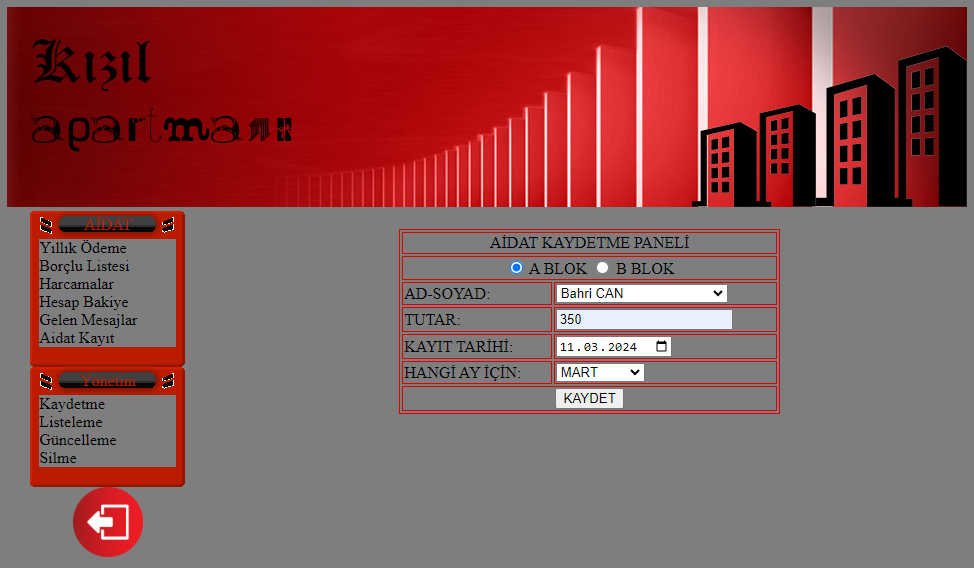 Kızıl
apartmanı
AİDAT
Yıllık Ödeme
Borçlu Listesi
Harcamalar
Hesap Bakiye
Gelen Mesajlar
Aidat Kayıt
Yönetim
Kaydetme
Listeleme
Güncelleme
Silme
AİDAT KAYDETME PANELİ
A BLOK B BLOK
AD-SOYAD: Bahri CAN
TUTAR: 350
KAYIT TARİHİ: 11.03.2024
HANGİ AY İÇİN: MART
KAYDET